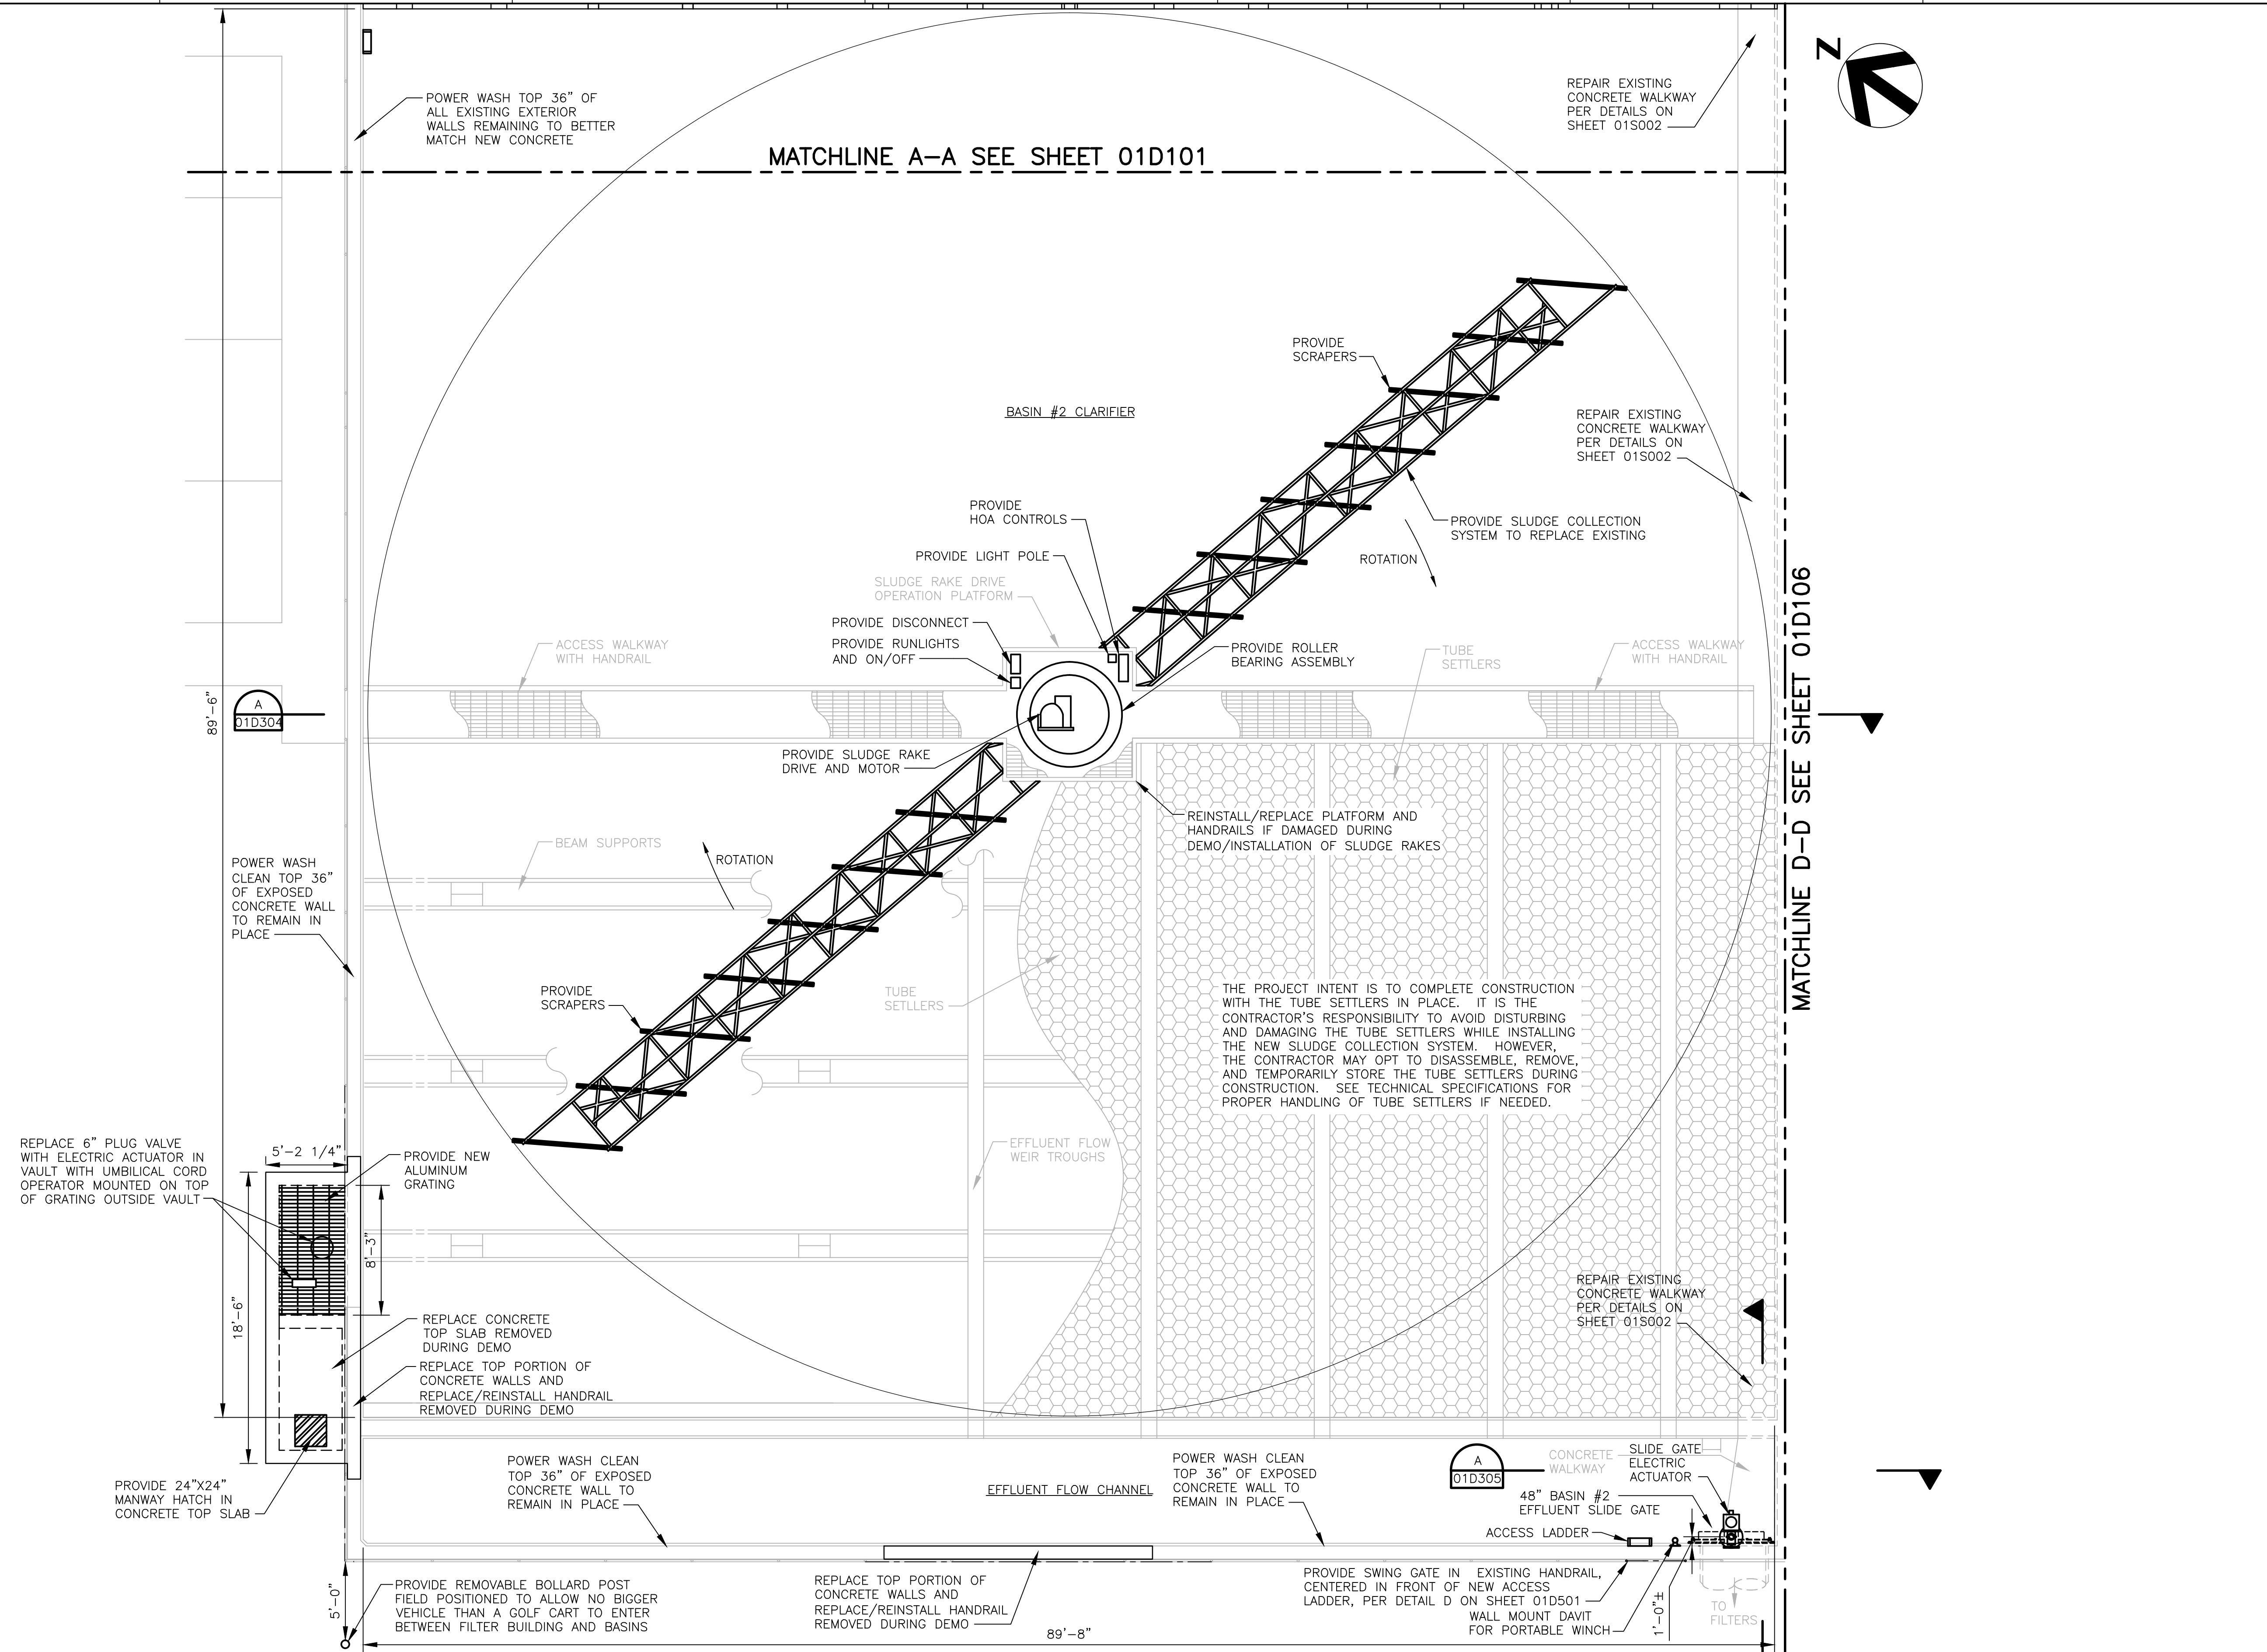 N
POWER WASH TOP 36" OF
ALL EXISTING EXTERIOR
WALLS REMAINING TO BETTER
MATCH NEW CONCRETE
REPAIR EXISTING
CONCRETE WALKWAY
PER DETAILS ON
SHEET 01S002
MATCHLINE A-A SEE SHEET 01D101
PROVIDE
SCRAPERS
BASIN #2 CLARIFIER
REPAIR EXISTING
CONCRETE WALKWAY
PER DETAILS ON
SHEET 01S002
PROVIDE
HOA CONTROLS
PROVIDE SLUDGE COLLECTION
SYSTEM TO REPLACE EXISTING
PROVIDE LIGHT POLE
ROTATION
SLUDGE RAKE DRIVE
OPERATION PLATFORM
PROVIDE DISCONNECT
PROVIDE RUNLIGHTS
AND ON/OFF
ACCESS WALKWAY
WITH HANDRAIL
PROVIDE ROLLER
BEARING ASSEMBLY
TUBE
SETTLERS
ACCESS WALKWAY
WITH HANDRAIL
MATCHLINE D-D SEE SHEET 01D106
89'-6"
A
01D304
PROVIDE SLUDGE RAKE
DRIVE AND MOTOR
REINSTALL/REPLACE PLATFORM AND
HANDRAILS IF DAMAGED DURING
DEMO/INSTALLATION OF SLUDGE RAKES
BEAM SUPPORTS
ROTATION
POWER WASH
CLEAN TOP 36"
OF EXPOSED
CONCRETE WALL
TO REMAIN IN
PLACE
PROVIDE
SCRAPERS
TUBE
SETLLERS
THE PROJECT INTENT IS TO COMPLETE CONSTRUCTION
WITH THE TUBE SETTLERS IN PLACE.  IT IS THE
CONTRACTOR'S RESPONSIBILITY TO AVOID DISTURBING
AND DAMAGING THE TUBE SETTLERS WHILE INSTALLING
THE NEW SLUDGE COLLECTION SYSTEM.  HOWEVER,
THE CONTRACTOR MAY OPT TO DISASSEMBLE, REMOVE,
AND TEMPORARILY STORE THE TUBE SETTLERS DURING
CONSTRUCTION.  SEE TECHNICAL SPECIFICATIONS FOR
PROPER HANDLING OF TUBE SETTLERS IF NEEDED.
REPLACE 6" PLUG VALVE
WITH ELECTRIC ACTUATOR IN
VAULT WITH UMBILICAL CORD
OPERATOR MOUNTED ON TOP
OF GRATING OUTSIDE VAULT
5'-2 1/4"
PROVIDE NEW
ALUMINUM
GRATING
EFFLUENT FLOW
WEIR TROUGHS
8'-3"
18'-6"
REPLACE CONCRETE
TOP SLAB REMOVED
DURING DEMO
REPLACE TOP PORTION OF
CONCRETE WALLS AND
REPLACE/REINSTALL HANDRAIL
REMOVED DURING DEMO
REPAIR EXISTING
CONCRETE WALKWAY
PER DETAILS ON
SHEET 01S002
PROVIDE 24"X24"
MANWAY HATCH IN
CONCRETE TOP SLAB
POWER WASH CLEAN
TOP 36" OF EXPOSED
CONCRETE WALL TO
REMAIN IN PLACE
EFFLUENT FLOW CHANNEL
POWER WASH CLEAN
TOP 36" OF EXPOSED
CONCRETE WALL TO
REMAIN IN PLACE
A
01D305
CONCRETE
WALKWAY
SLIDE GATE
ELECTRIC
ACTUATOR
48" BASIN #2
EFFLUENT SLIDE GATE
ACCESS LADDER
5'-0"
PROVIDE REMOVABLE BOLLARD POST
FIELD POSITIONED TO ALLOW NO BIGGER
VEHICLE THAN A GOLF CART TO ENTER
BETWEEN FILTER BUILDING AND BASINS
REPLACE TOP PORTION OF
CONCRETE WALLS AND
REPLACE/REINSTALL HANDRAIL
REMOVED DURING DEMO
PROVIDE SWING GATE IN  EXISTING HANDRAIL,
CENTERED IN FRONT OF NEW ACCESS
LADDER, PER DETAIL D ON SHEET 01D501
WALL MOUNT DAVIT
FOR PORTABLE WINCH
1'-0"±
TO
FILTERS
89'-8"